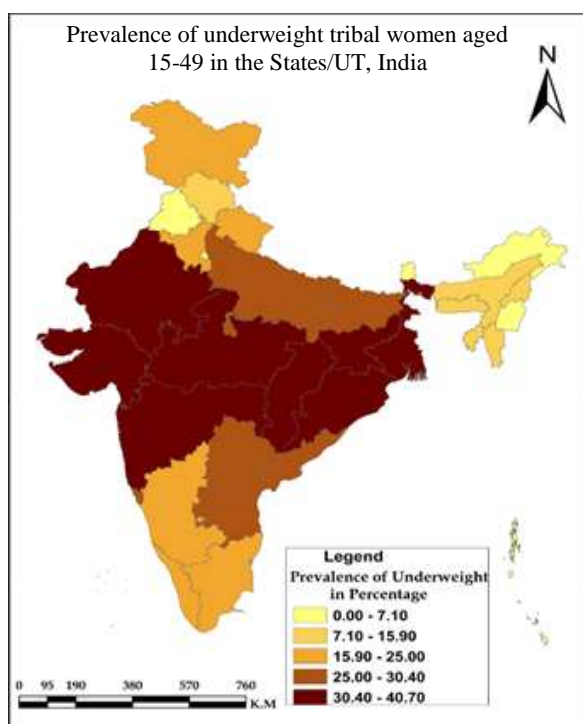 Prevalence of underweight tribal women aged
15-49 in the States/UT, India
N
Legend
Prevalence of Underweight
in Percentage
0.00 - 7.10
7.10 - 15.90
15.90 - 25.00
25.00 - 30.40
30.40 - 40.70
0 95 190 380 570 760
K.M